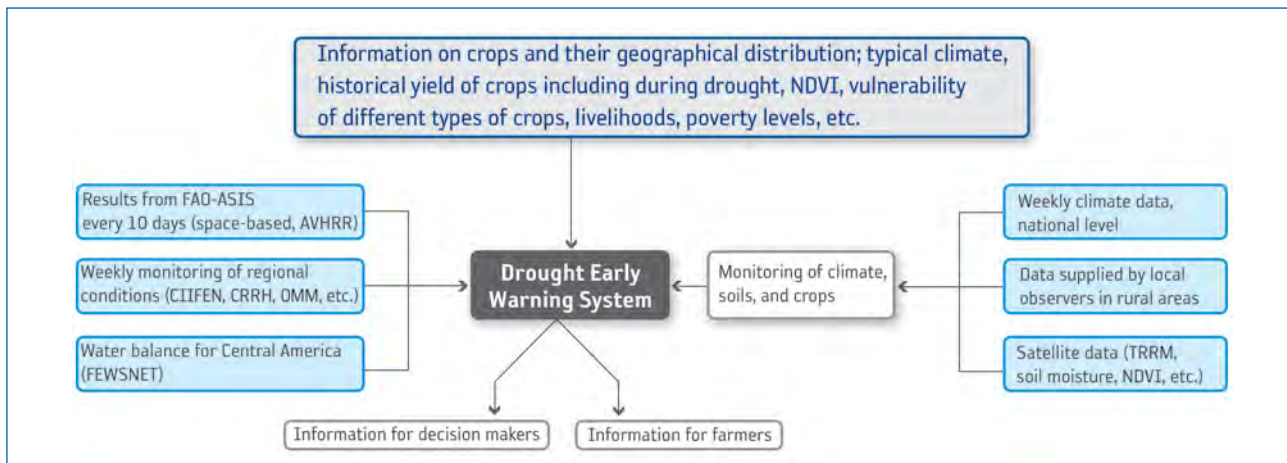 Information on crops and their geographical distribution; typical climate,
historical yield of crops including during drought, NDVI, vulnerability
of different types of crops, livelihoods, poverty levels, etc.
Results from FAO-ASIS
every 10 days (space-based, AVHRR)
Weekly monitoring of regional
conditions (CIIFEN, CRRH, OMM, etc.)
Water balance for Central America
(FEWSNET)
Drought Early
Warning System
Monitoring of climate,
soils, and crops
Weekly climate data,
national level
Data supplied by local
observers in rural areas
Satellite data (TRRM,
soil moisture, NDVI, etc.)
Information for decision makers
Information for farmers